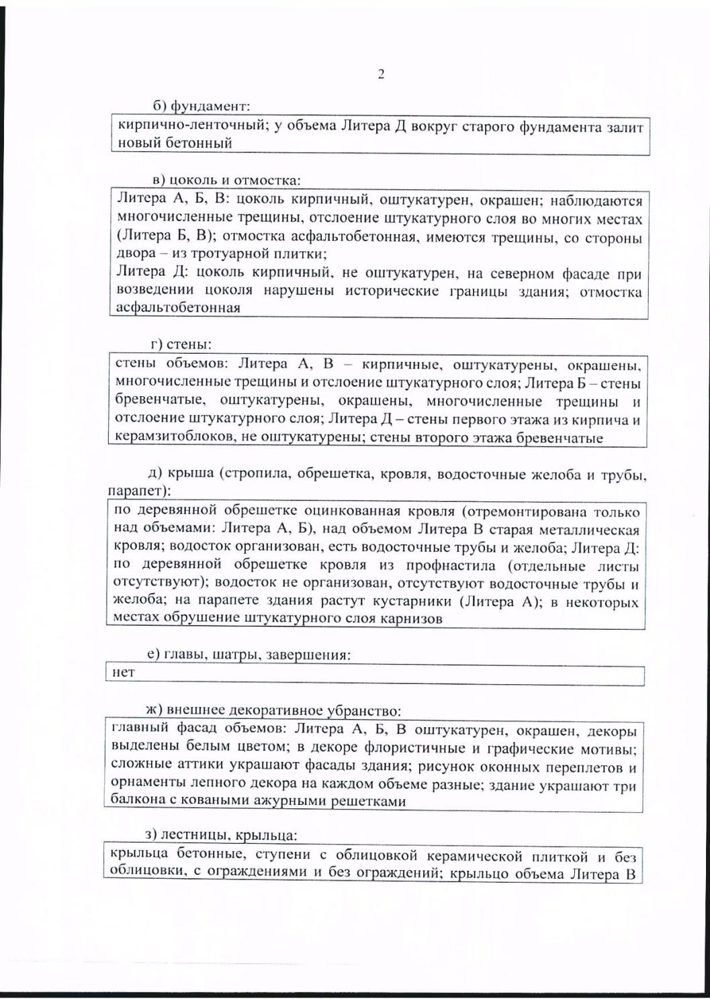 2
б) фундамент:
кирпично-ленточный; у объема Литера Д вокруг старого фундамента залит
новый бетонный
в) цоколь и отмостка:
Литера А, Б, В: цоколь кирпичный, оштукатурен, окрашен; наблюдаются
многочисленные трещины, отслоение штукатурного слоя во многих местах
(Литера Б, В); отмостка асфальтобетонная, имеются трещины, со стороны
двора – из тротуарной плитки;
Литера Д: цоколь кирпичный, не оштукатурен, на северном фасаде при
возведении цоколя нарушены исторические границы здания; отмостка
асфальтобетонная
г) стены:
стены объемов: Литера А, В – кирпичные, оштукатурены, окрашены,
многочисленные трещины и отслоение штукатурного слоя; Литера Б – стены
бревенчатые, оштукатурены, окрашены, многочисленные трещины и
отслоение штукатурного слоя; Литера Д – стены первого этажа из кирпича и
керамзитоблоков, не оштукатурены; стены второго этажа бревенчатые
д) крыша (стропила, обрешетка, кровля, водосточные желоба и трубы,
парапет):
по деревянной обрешетке оцинкованная кровля (отремонтирована только
над объемами: Литера А, Б), над объемом Литера В старая металлическая
кровля; водосток организован, есть водосточные трубы и желоба; Литера Д:
по деревянной обрешетке кровля из профнастила (отдельные листы
отсутствуют); водосток не организован, отсутствуют водосточные трубы и
желоба; на парапете здания растут кустарники (Литера А); в некоторых
местах обрушение штукатурного слоя карнизов
е) главы, шатры, завершения:
нет
ж) внешнее декоративное убранство:
главный фасад объемов: Литера А, Б, В оштукатурен, окрашен, декоры
выделены белым цветом; в декоре флористичные и графические мотивы;
сложные аттики украшают фасады здания; рисунок оконных переплетов и
орнаменты лепного декора на каждом объеме разные; здание украшают три
балкона с коваными ажурными решетками
з) лестницы, крыльца:
крыльца бетонные, ступени с облицовкой керамической плиткой и без
облицовки, с ограждениями и без ограждений; крыльцо объема Литера В